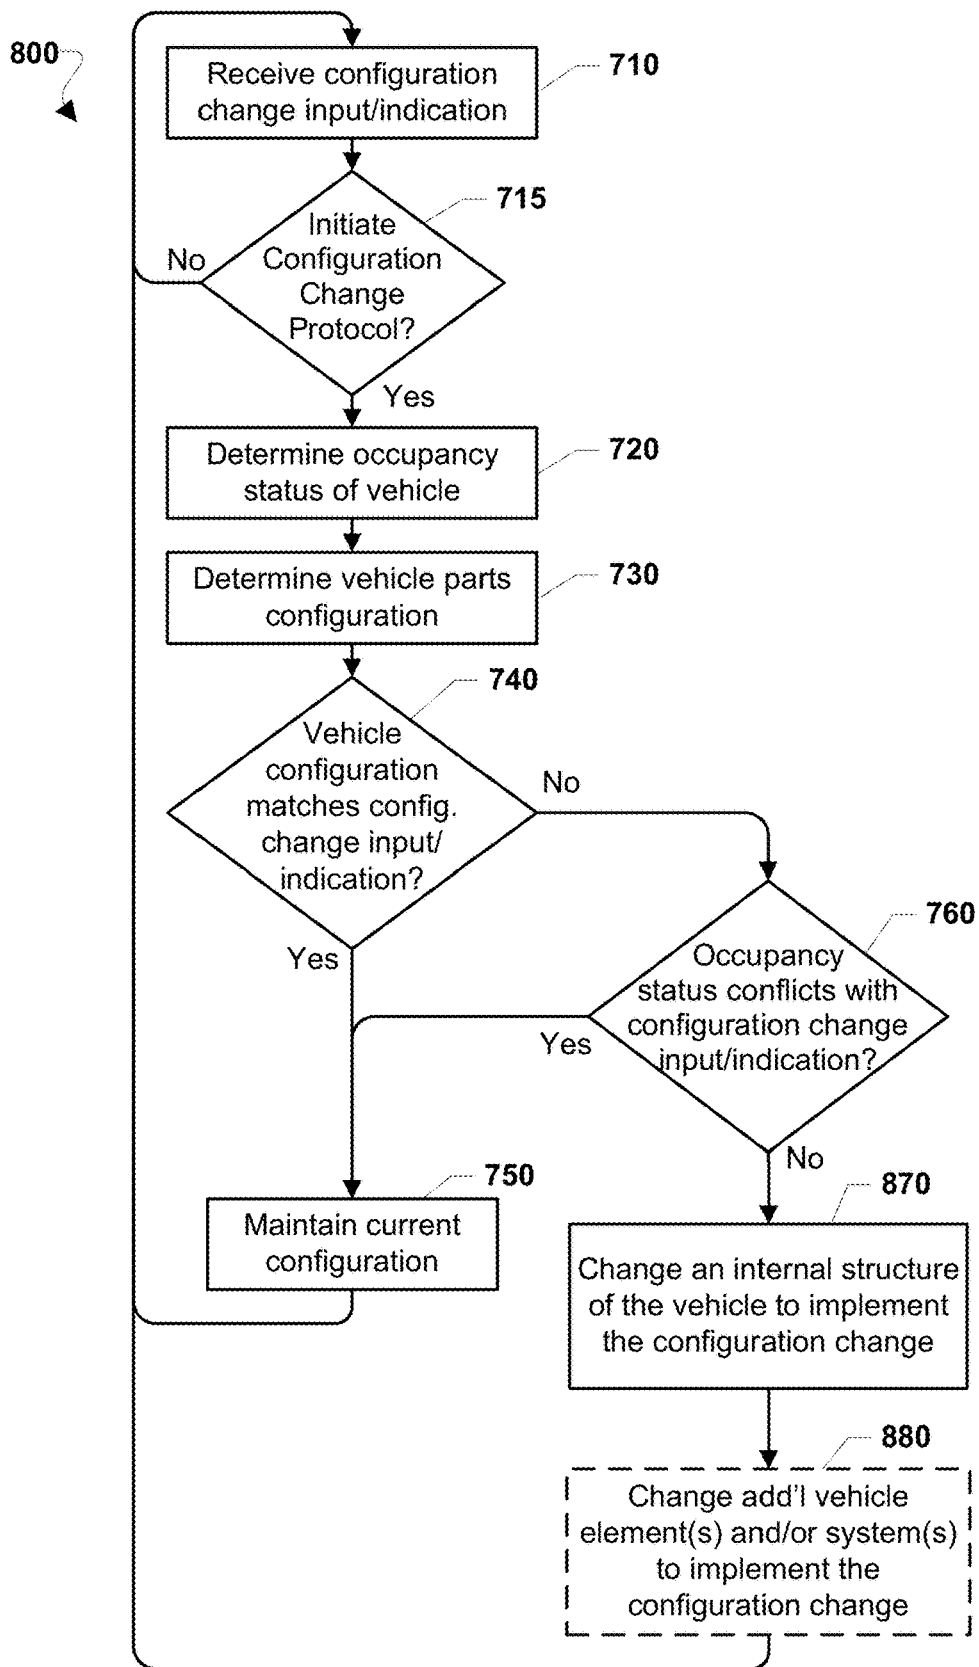 800
Receive configuration
change input/indication
710
Initiate
Configuration
Change
Protocol?
715
No
Yes
Determine occupancy
status of vehicle
720
Determine vehicle parts
configuration
730
Vehicle
configuration
matches config.
change input/
indication?
740
No
Yes
Occupancy
status conflicts with
configuration change
input/indication?
760
Yes
No
Maintain current
configuration
750
Change an internal structure
of the vehicle to implement
the configuration change
870
Change add'l vehicle
element(s) and/or system(s)
to implement the
configuration change
880